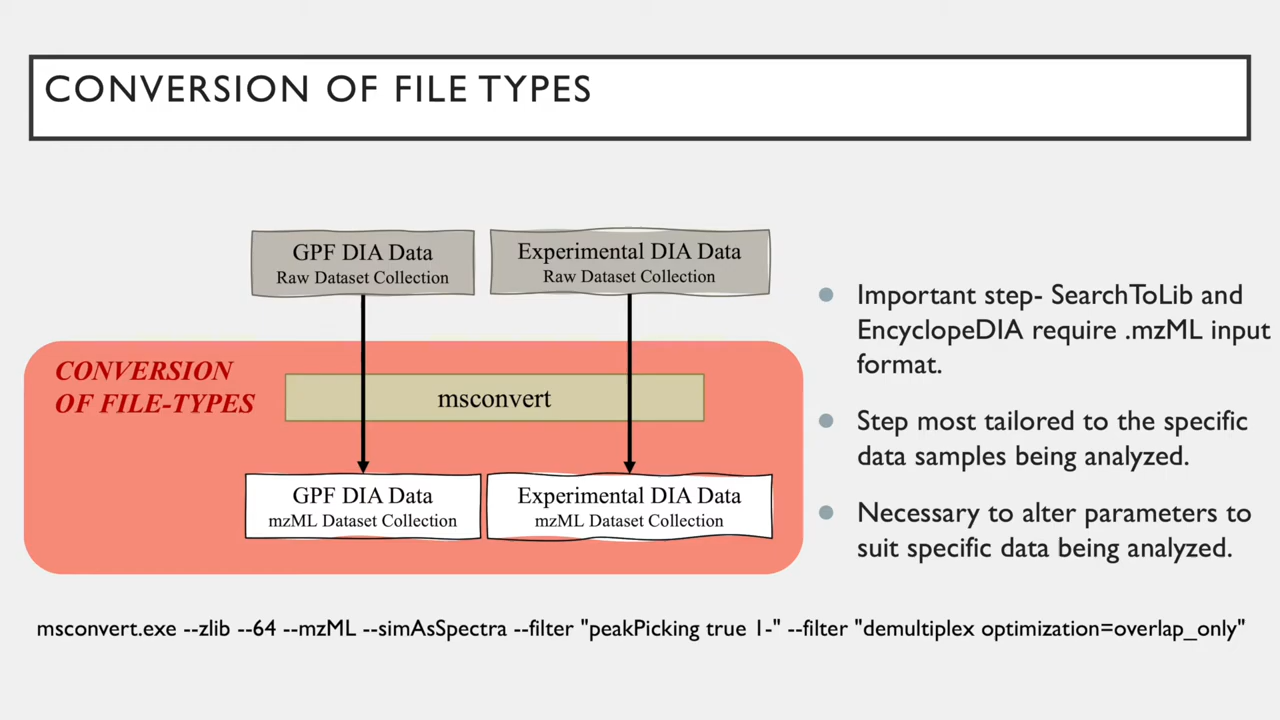 CONVERSION OF FILE TYPES
GPF DIA Data
Raw Dataset Collection
Experimental DIA Data
Raw Dataset Collection
CONVERSION
OF FILE-TYPES
msconvert
GPF DIA Data
mzML Dataset Collection
Experimental DIA Data
mzML Dataset Collection
Important step- SearchToLib and
EncyclopeDIA require .mzML input
format.
Step most tailored to the specific
data samples being analyzed.
Necessary to alter parameters to
suit specific data being analyzed.
msconvert.exe --zlib --64 --mzML --simAsSpectra --filter "peakPicking true 1-" --filter "demultiplex optimization=overlap_only"